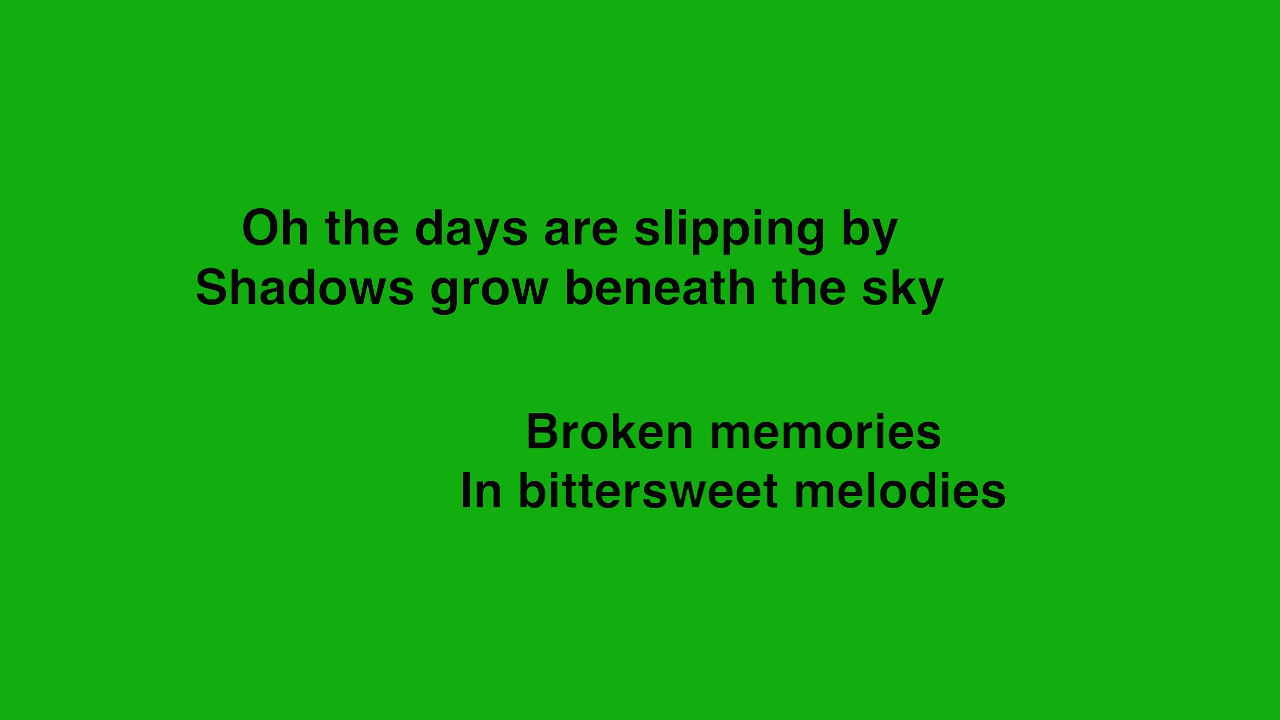 Oh the days are slipping by
Shadows grow beneath the sky
Broken memories
In bittersweet melodies